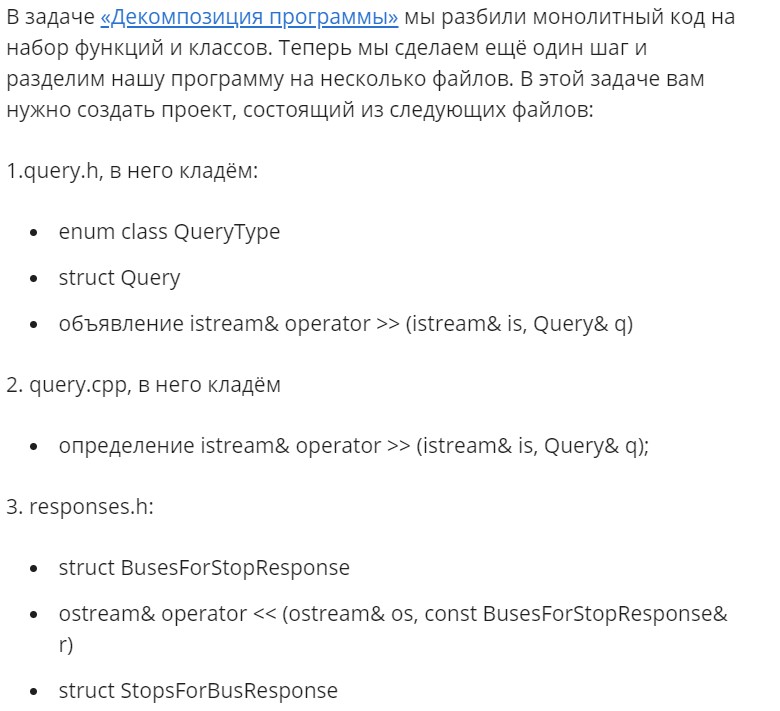 В задаче «Декомпозиция программы» мы разбили монолитный код на
набор функций и классов. Теперь мы сделаем ещё один шаг и
разделим нашу программу на несколько файлов. В этой задаче вам
нужно создать проект, состоящий из следующих файлов:
1.query.h, в него кладём:
• enum class QueryType
• struct Query
• объявление istream& operator >> (istream& is, Query& q)
2. query.cpp, в него кладём
• определение istream& operator >> (istream& is, Query& q);
3. responses.h:
• struct BusesForStopResponse
• ostream& operator << (ostream& os, const BusesForStopResponse&
r)
• struct StopsForBusResponse